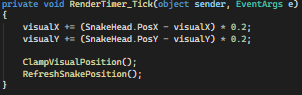 private void RenderTimer_Tick(object sender, EventArgs e)
{
    visualX += (SnakeHead.PosX - visualX) * 0.2;
    visualY += (SnakeHead.PosY - visualY) * 0.2;

    ClampVisualPosition();
    RefreshSnakePosition();
}